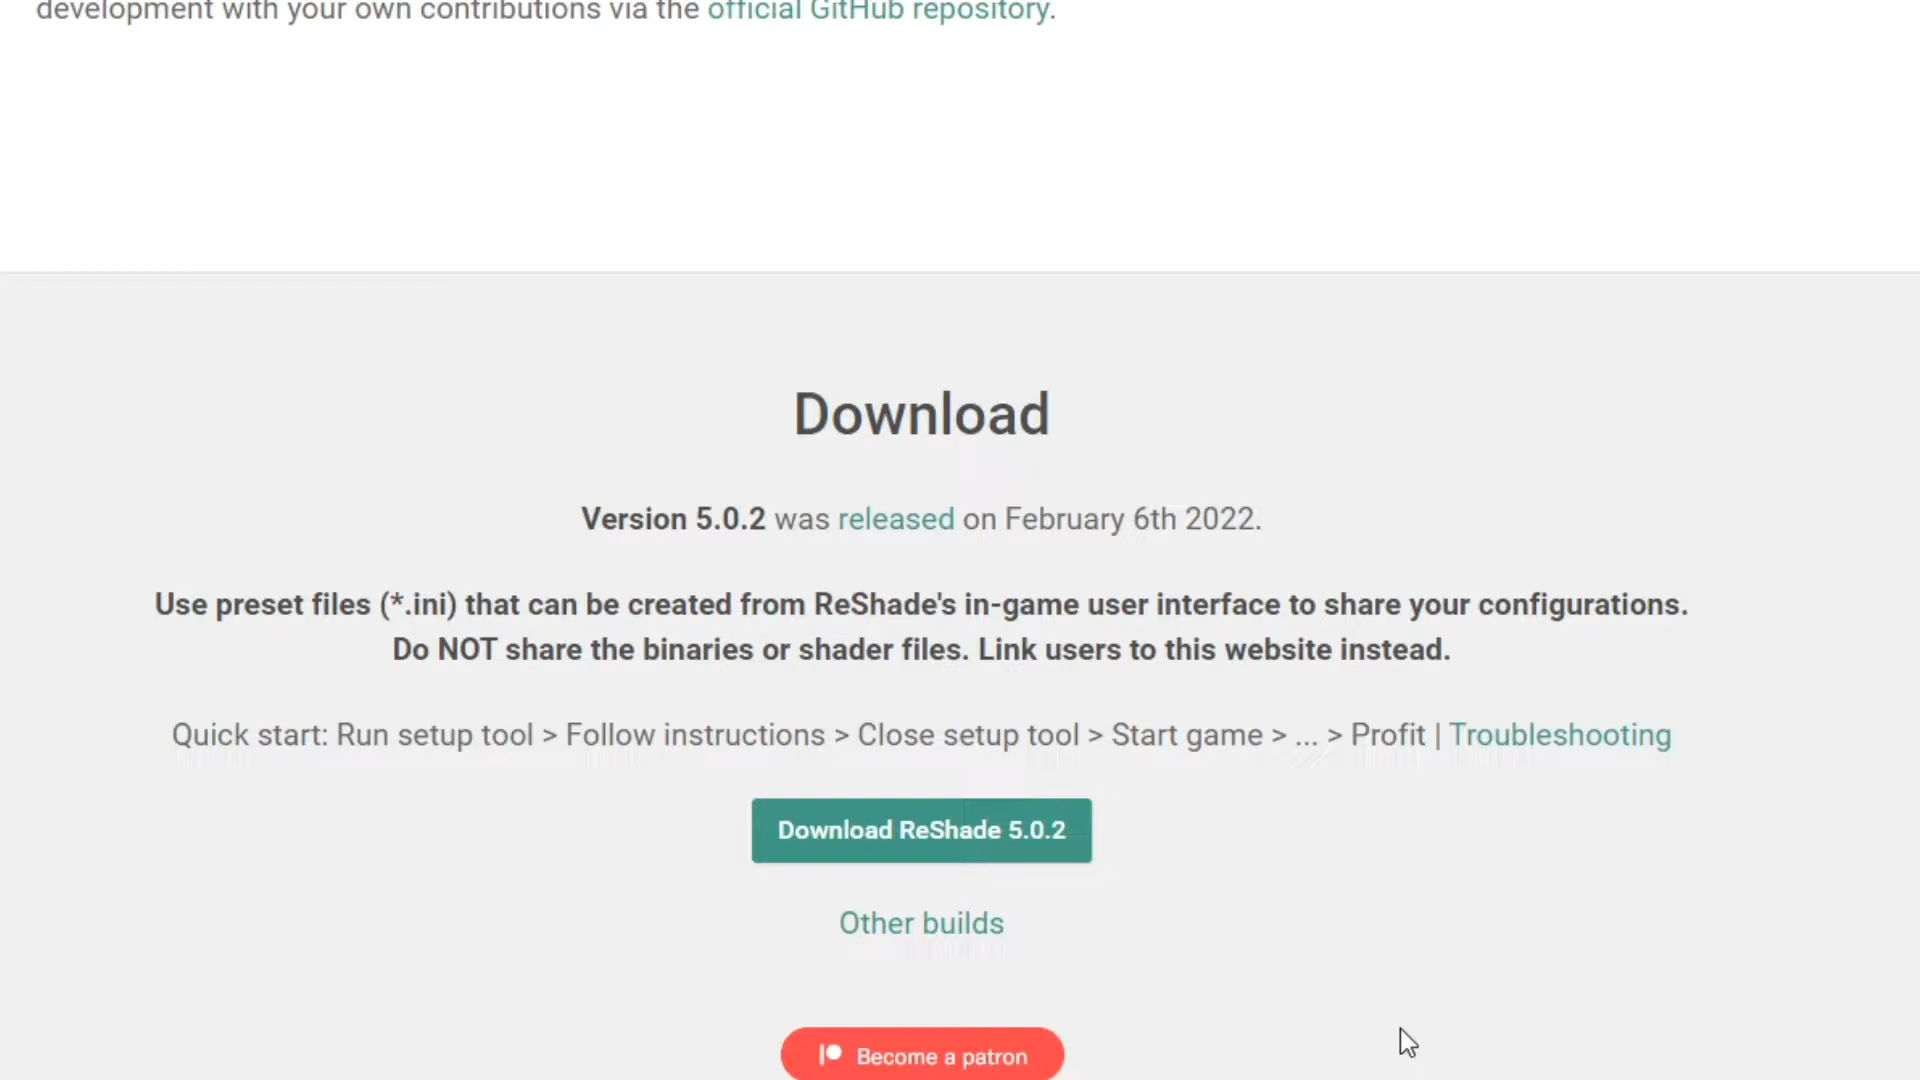 development with your own contributions via the official GitHub repository.
Download
Version 5.0.2 was released on February 6th 2022.
Use preset files (*.ini) that can be created from ReShade's in-game user interface to share your configurations.
Do NOT share the binaries or shader files. Link users to this website instead.
Quick start: Run setup tool > Follow instructions > Close setup tool > Start game > ... > Profit | Troubleshooting
Download ReShade 5.0.2
Other builds
Become a patron